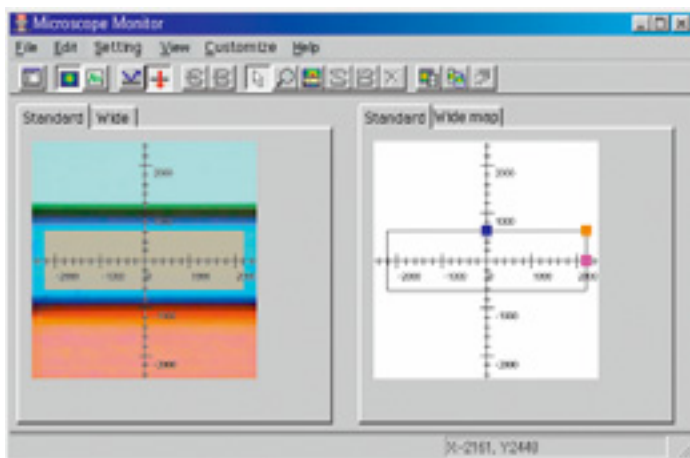 Microscope Monitor
File Edit Setting View Customize Help
Standard Wide
2000
1000
-2000 -1000 0 1000 2000
-1000
-2000
Standard Wide map
2000
1000
-2000 -1000 0 1000 2000
-1000
-2000
X-2161, Y2440